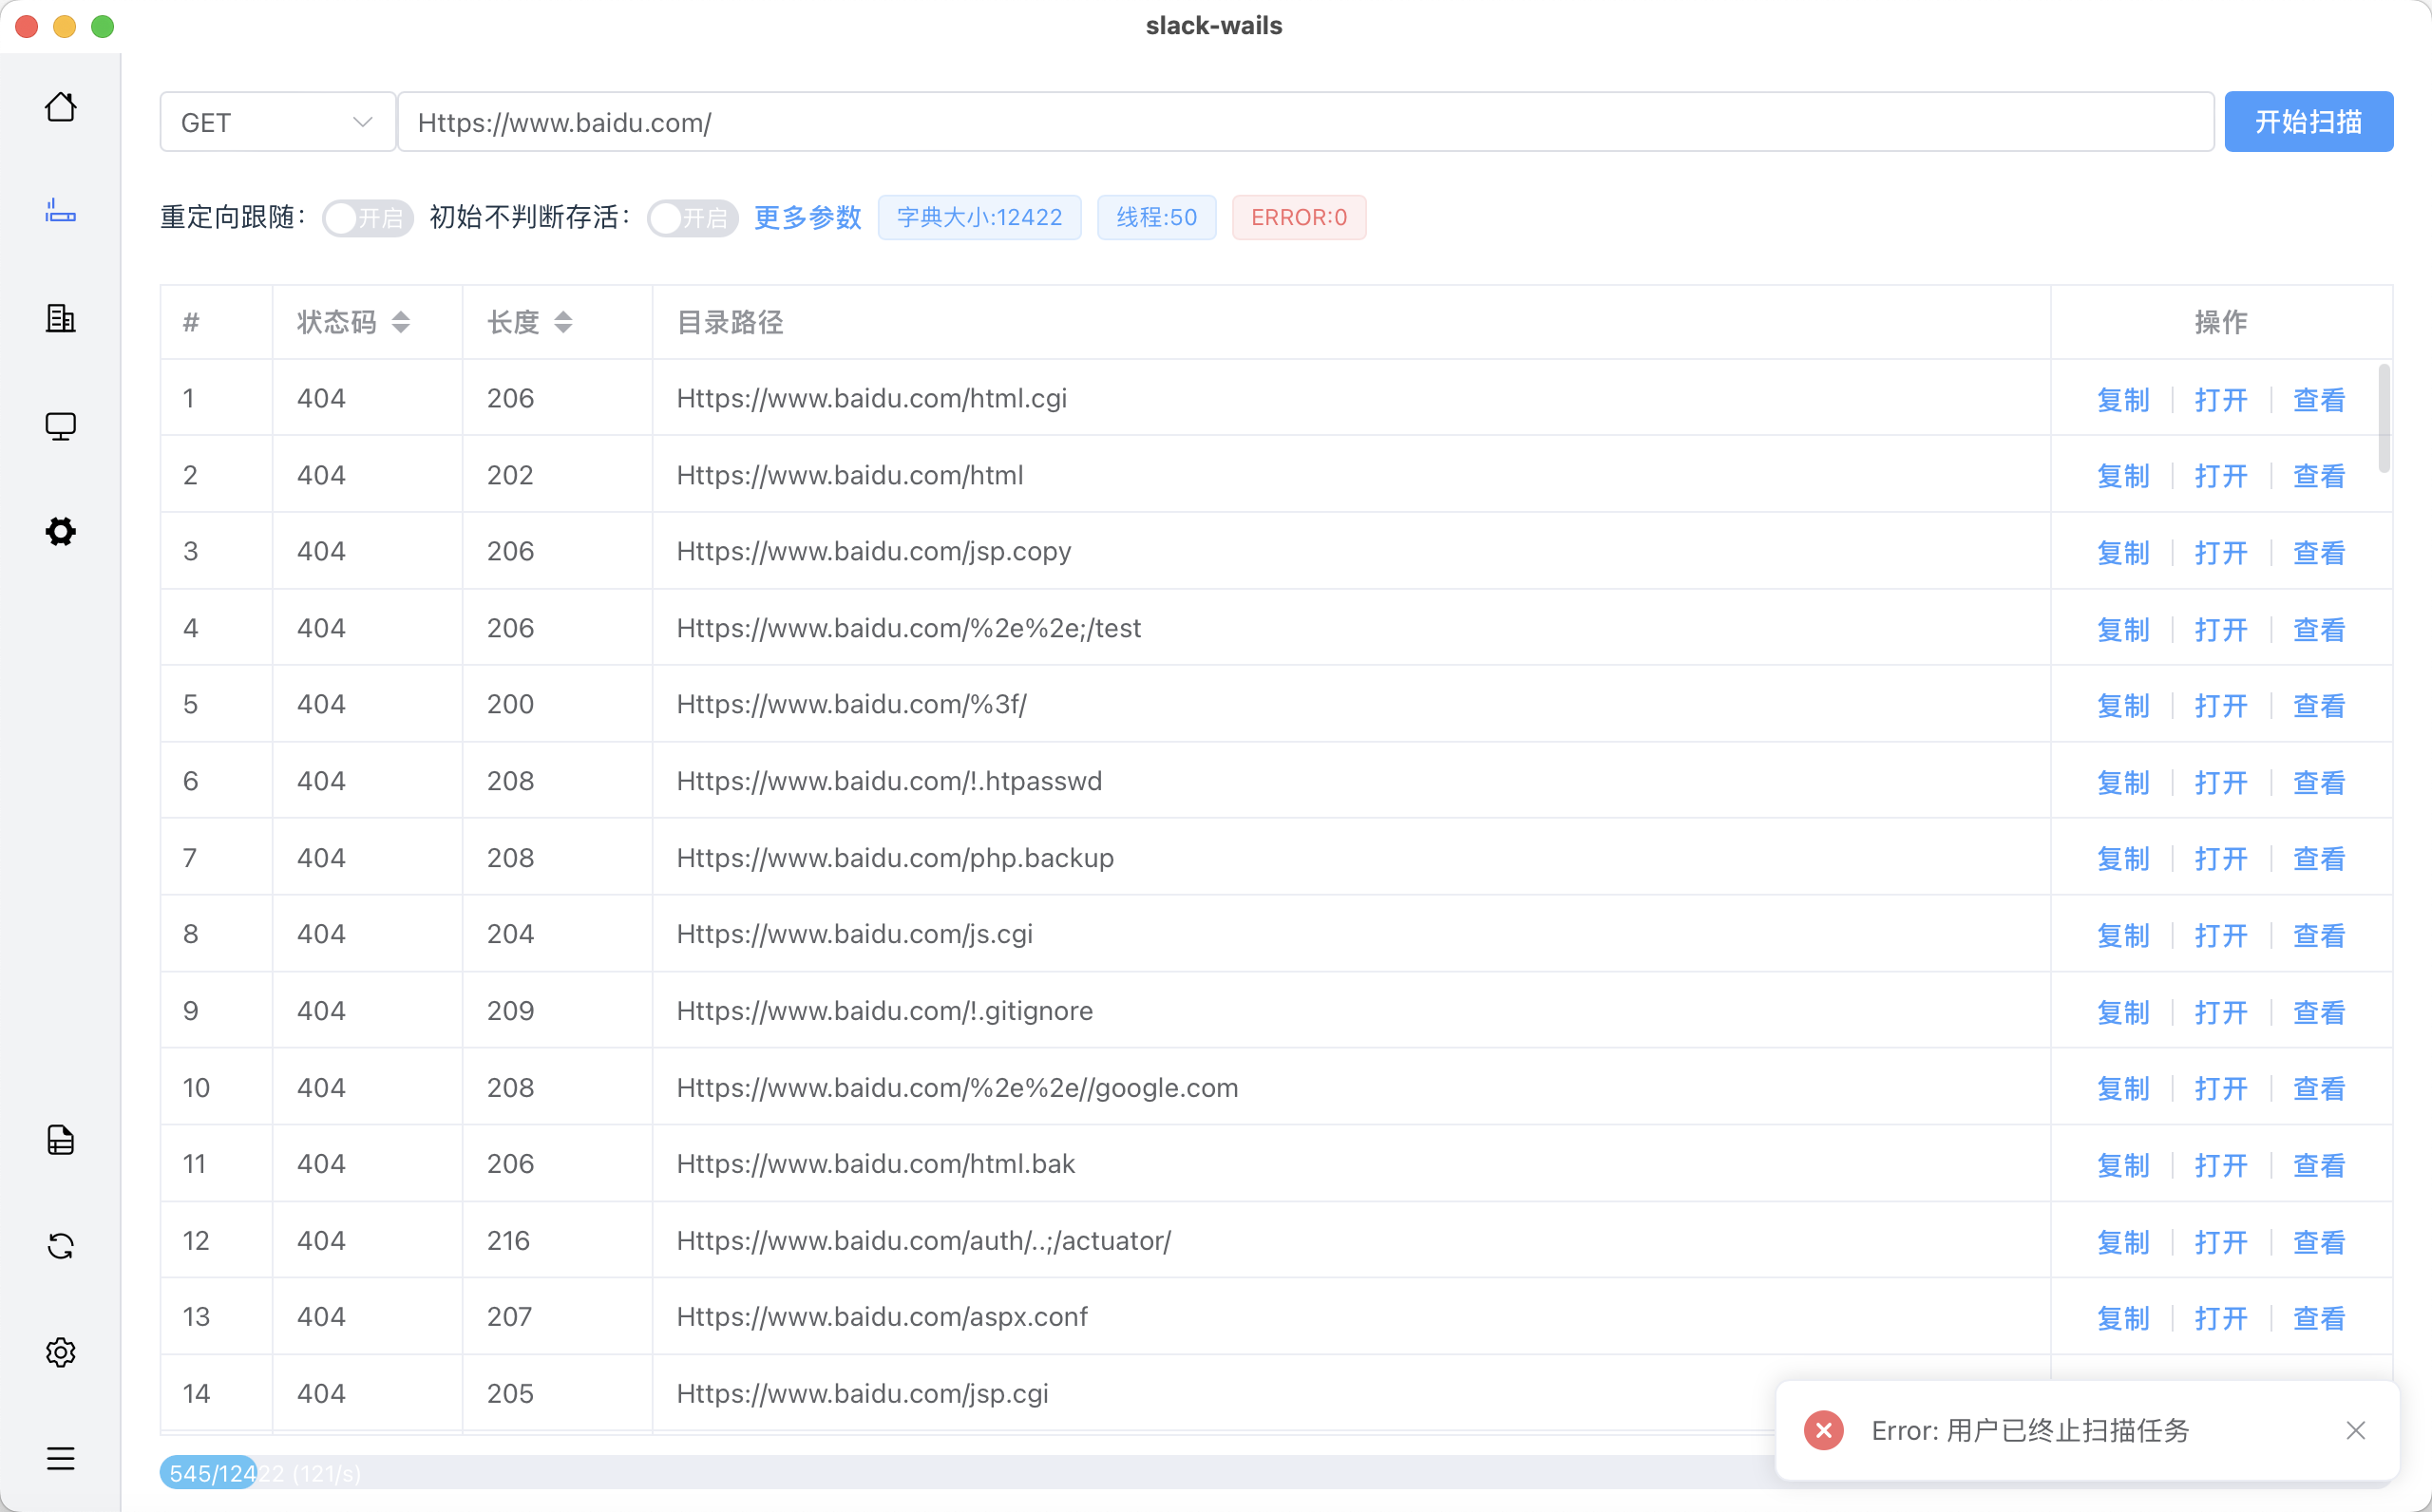 slack-wails
GET Https://www.baidu.com/ 开始扫描
重定向跟随： 开启 初始不判断存活： 开启 更多参数 字典大小:12422 线程:50 ERROR:0
# 状态码 长度 目录路径 操作
1 404 206 Https://www.baidu.com/html.cgi 复制 打开 查看
2 404 202 Https://www.baidu.com/html 复制 打开 查看
3 404 206 Https://www.baidu.com/jsp.copy 复制 打开 查看
4 404 206 Https://www.baidu.com/%2e%2e;/test 复制 打开 查看
5 404 200 Https://www.baidu.com/%3f/ 复制 打开 查看
6 404 208 Https://www.baidu.com/!.htpasswd 复制 打开 查看
7 404 208 Https://www.baidu.com/php.backup 复制 打开 查看
8 404 204 Https://www.baidu.com/js.cgi 复制 打开 查看
9 404 209 Https://www.baidu.com/!.gitignore 复制 打开 查看
10 404 208 Https://www.baidu.com/%2e%2e//google.com 复制 打开 查看
11 404 206 Https://www.baidu.com/html.bak 复制 打开 查看
12 404 216 Https://www.baidu.com/auth/..;/actuator/ 复制 打开 查看
13 404 207 Https://www.baidu.com/aspx.conf 复制 打开 查看
14 404 205 Https://www.baidu.com/jsp.cgi
Error: 用户已终止扫描任务
545/12422 (121/s)